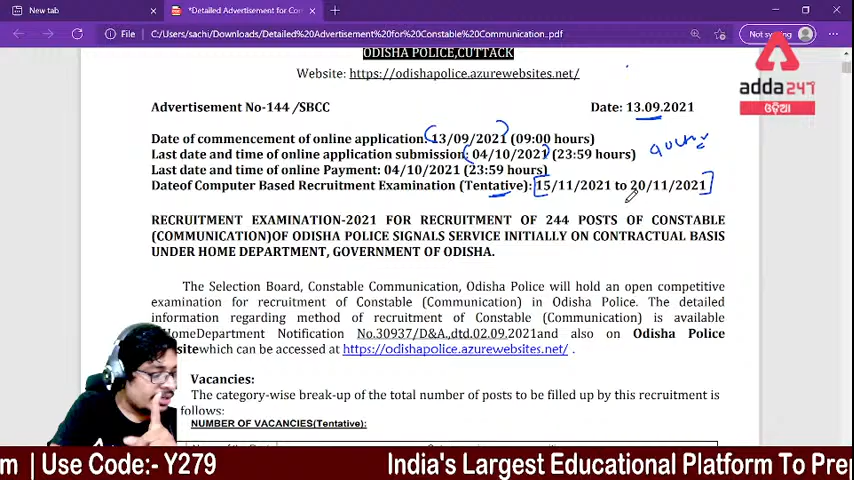 New tab
*Detailed Advertisement for Con
File | C:/Users/sachi/Downloads/Detailed%20Advertisement%20for%20Constable%20Communication.pdf
Not syncing
ODISHA POLICE,CUTTACK
Website: https://odishapolice.azurewebsites.net/
adda247
ଓଡ଼ିଆ
Advertisement No-144 /SBCC Date: 13.09.2021
Date of commencement of online application: 13/09/2021 (09:00 hours)
Last date and time of online application submission: 04/10/2021 (23:59 hours)
Last date and time of online Payment: 04/10/2021 (23:59 hours)
Dateof Computer Based Recruitment Examination (Tentative): 15/11/2021 to 20/11/2021
RECRUITMENT EXAMINATION-2021 FOR RECRUITMENT OF 244 POSTS OF CONSTABLE
(COMMUNICATION)OF ODISHA POLICE SIGNALS SERVICE INITIALLY ON CONTRACTUAL BASIS
UNDER HOME DEPARTMENT, GOVERNMENT OF ODISHA.
The Selection Board, Constable Communication, Odisha Police will hold an open competitive
examination for recruitment of Constable (Communication) in Odisha Police. The detailed
information regarding method of recruitment of Constable (Communication) is available
HomeDepartment Notification No.30937/D&A,dtd.02.09.2021and also on Odisha Police
sitewhich can be accessed at https://odishapolice.azurewebsites.net/ .
Vacancies:
The category-wise break-up of the total number of posts to be filled up by this recruitment is
follows:
NUMBER OF VACANCIES(Tentative):
m | Use Code:- Y279 India's Largest Educational Platform To Prep